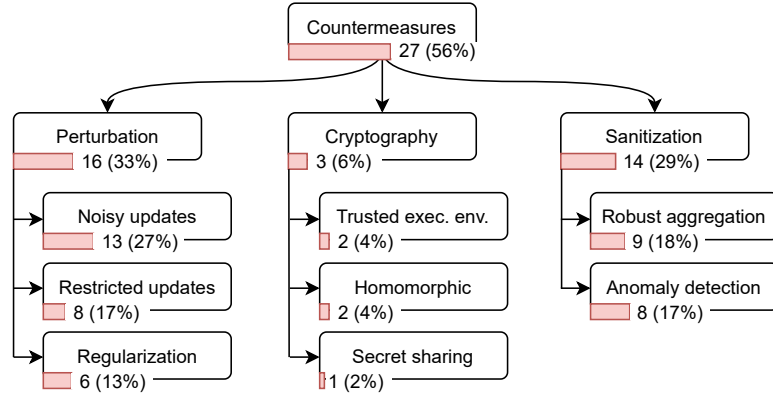 Countermeasures
27 (56%)
Perturbation
16 (33%)
Noisy updates
13 (27%)
Restricted updates
8 (17%)
Regularization
6 (13%)
Cryptography
3 (6%)
Trusted exec. env.
2 (4%)
Homomorphic
2 (4%)
Secret sharing
1 (2%)
Sanitization
14 (29%)
Robust aggregation
9 (18%)
Anomaly detection
8 (17%)